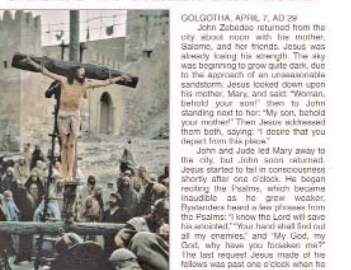 GOLGOTHA, APRIL 7, AD 29
John Zebedee returned from the
city about noon with his mother,
Salome, and her friends. Jesus was
already losing his strength. The sky
was beginning to grow quite dark, due
to the approach of an unseasonable
sandstorm. Jesus looked down upon
his mother, Mary, and said: "Woman,
behold your son!" then to John
standing next to her: "My son, behold
your mother!" Then Jesus addressed
them both, saying: "I desire that you
depart from this place."
John and Jude led Mary away to
the city, but John soon returned.
Jesus started to fail in consciousness
shortly after one o'clock. He began
reciting the Psalms, which became
inaudible as he grew weaker.
Bystanders heard a few phrases from
the Psalms: "I know the Lord will save
his anointed," "Your hand shall find out
all my enemies," and "My God, my
God, why have you forsaken me?"
The last request Jesus made of his
fellows was past one o'clock when he